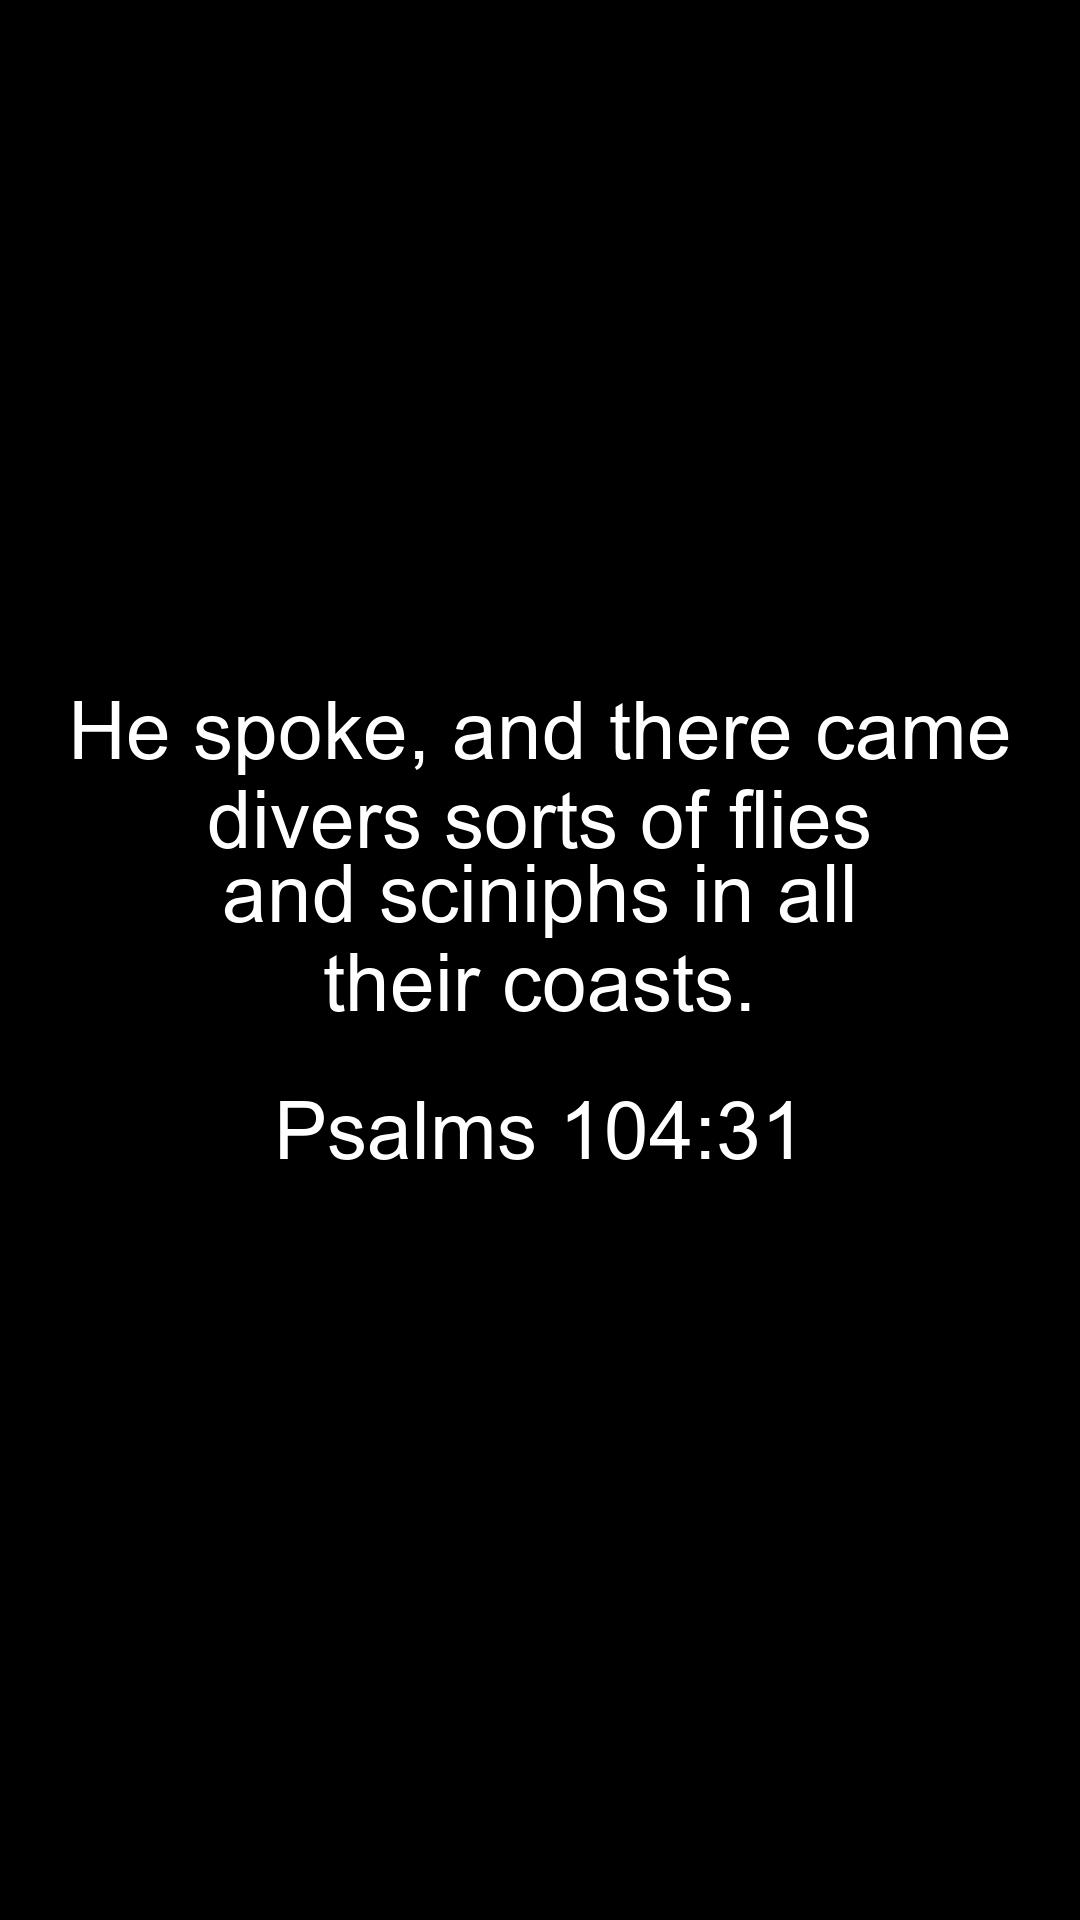 He spoke, and there came
divers sorts of flies
and sciniphs in all
their coasts.
Psalms 104:31